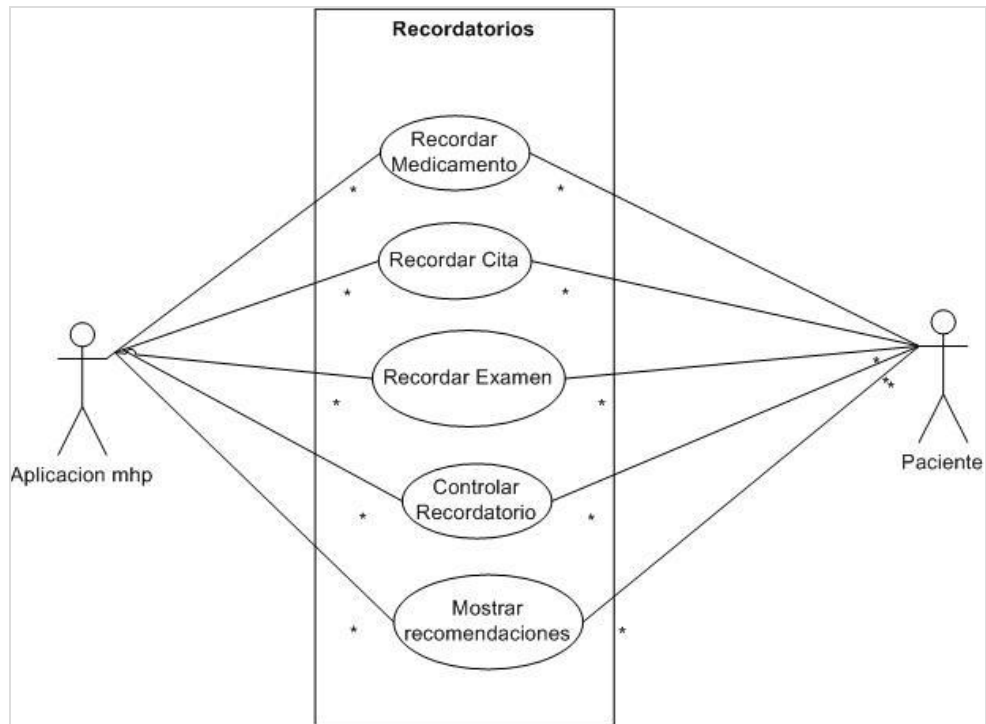 Recordatorios
Recordar
Medicamento
*
*
Recordar Cita
*
*
Recordar Examen
*
*
*
**
Aplicacion mhp
Paciente
Controlar
Recordatorio
*
*
Mostrar
recomendaciones
*
*